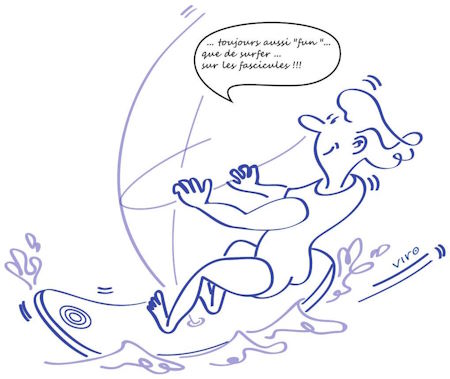 ... toujours aussi "fun "...
que de surfer ...
sur les fascicules !!!
viro